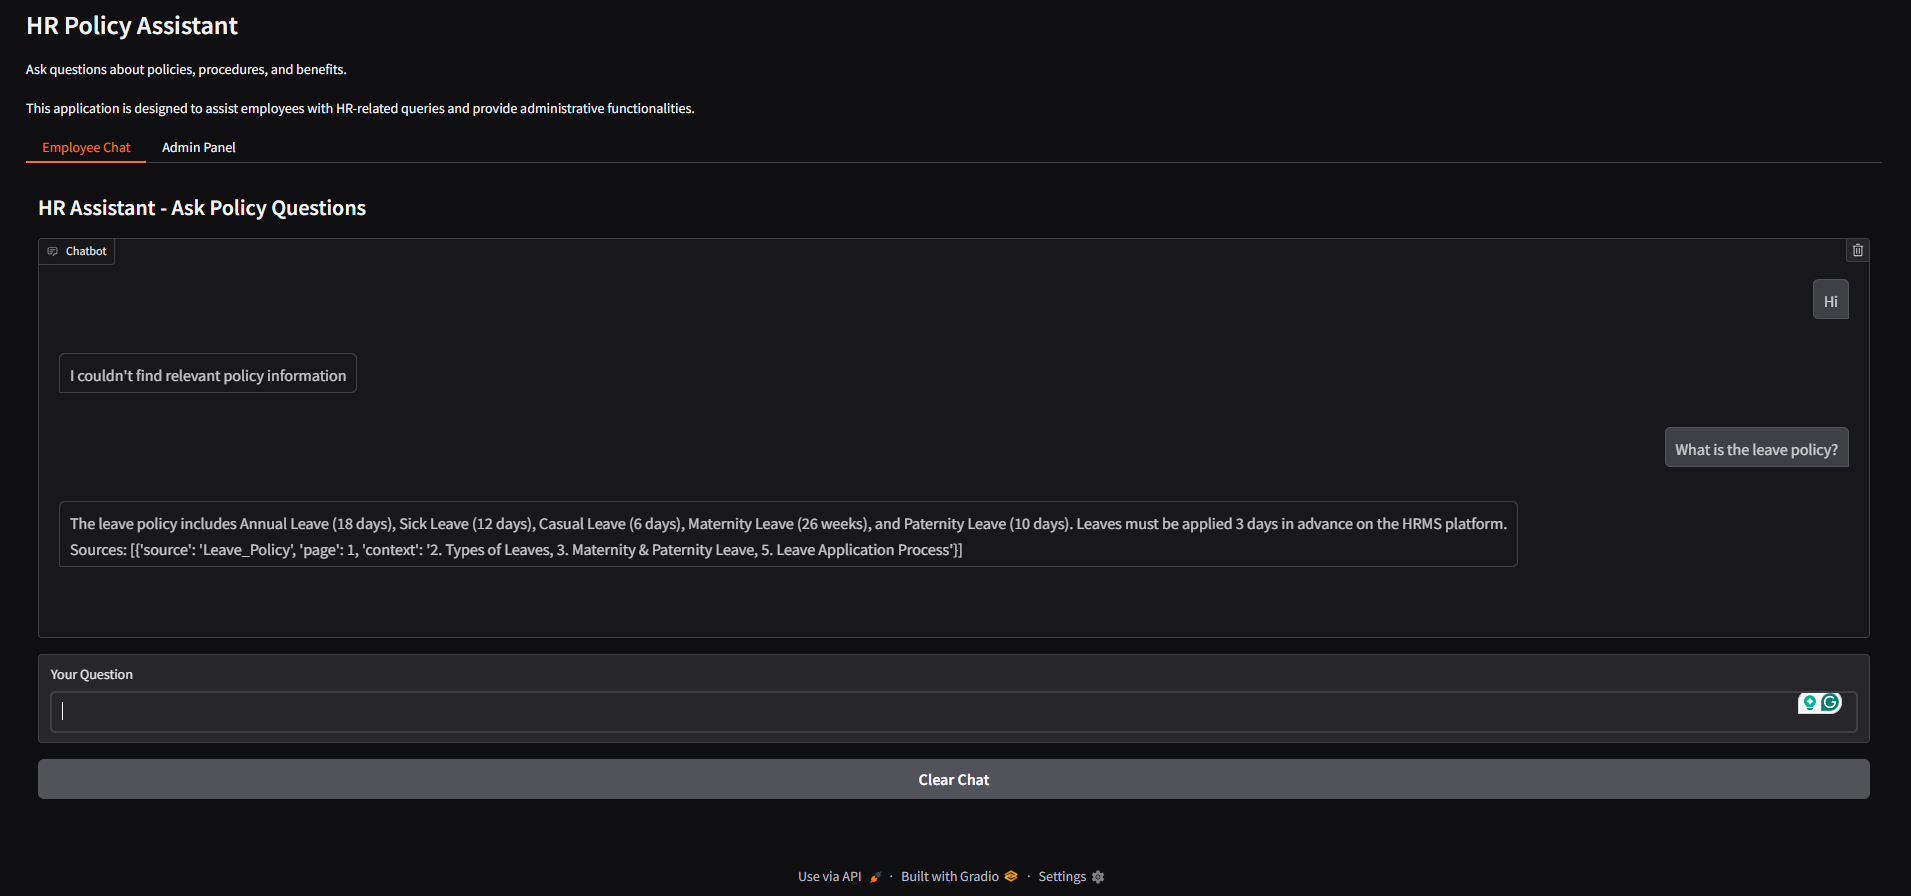 HR Policy Assistant
Ask questions about policies, procedures, and benefits.
This application is designed to assist employees with HR-related queries and provide administrative functionalities.
Employee Chat
Admin Panel
HR Assistant - Ask Policy Questions
Chatbot
Hi
I couldn't find relevant policy information
What is the leave policy?
The leave policy includes Annual Leave (18 days), Sick Leave (12 days), Casual Leave (6 days), Maternity Leave (26 weeks), and Paternity Leave (10 days). Leaves must be applied 3 days in advance on the HRMS platform.
Sources: [{'source': 'Leave_Policy', 'page': 1, 'context': '2. Types of Leaves, 3. Maternity & Paternity Leave, 5. Leave Application Process'}]
Your Question
Clear Chat
Use via API · Built with Gradio · Settings